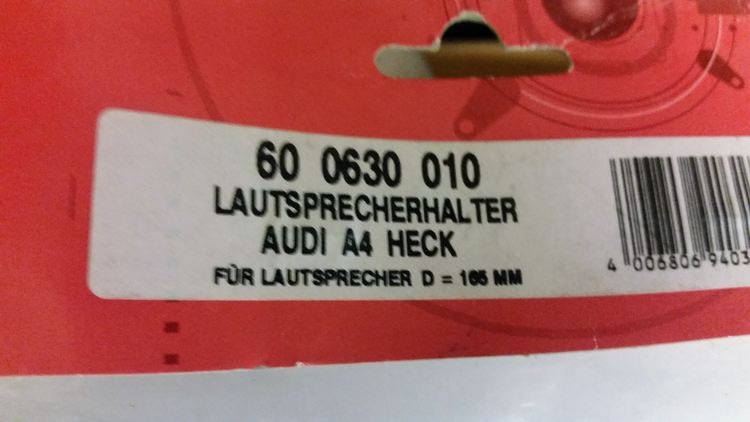 60 0630 010
LAUTSPRECHERHALTER
AUDI A4 HECK
FÜR LAUTSPRECHER D = 165 MM
4 006806 9403